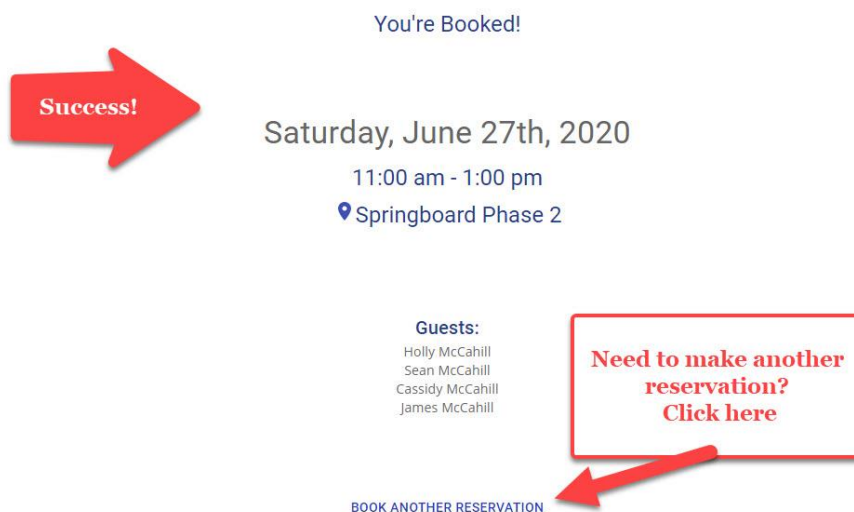 You're Booked!
Success!
Saturday, June 27th, 2020
11:00 am - 1:00 pm
Springboard Phase 2
Guests:
Holly McCahill
Sean McCahill
Cassidy McCahill
James McCahill
Need to make another
reservation?
Click here
BOOK ANOTHER RESERVATION